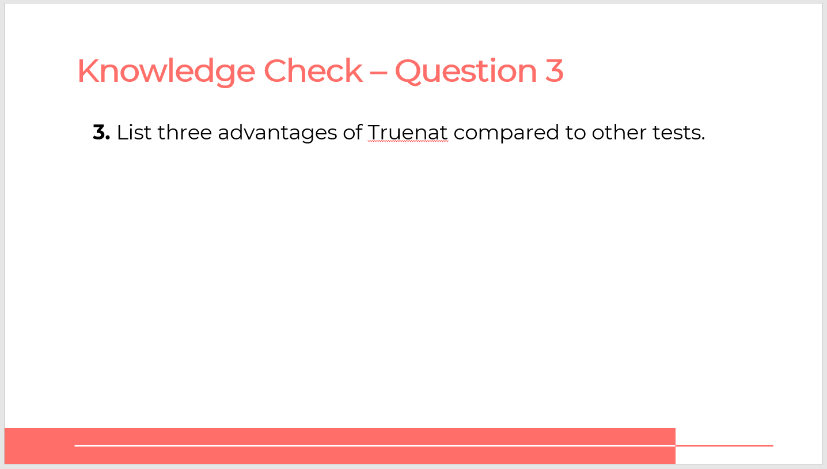 Knowledge Check – Question 3
3. List three advantages of Truenat compared to other tests.